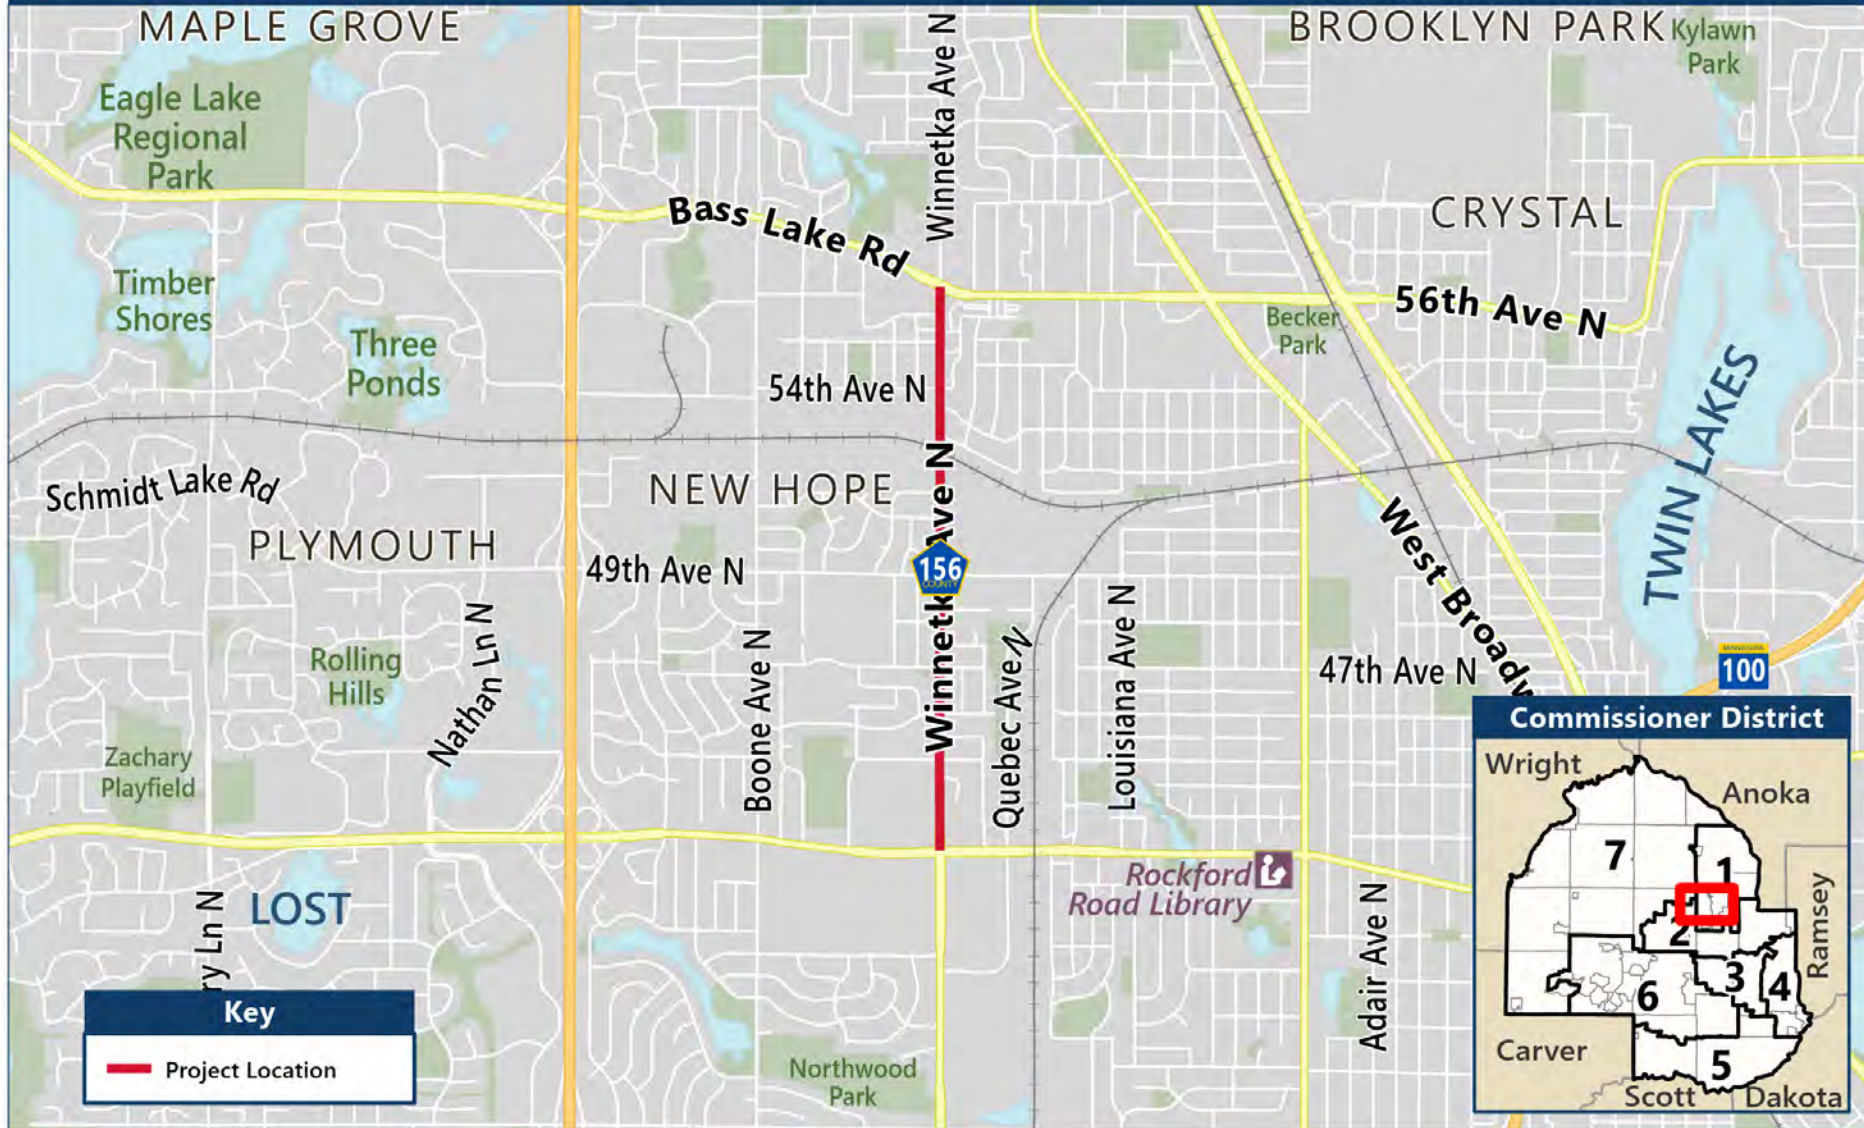 MAPLE GROVE
BROOKLYN PARK
Kylawn
Park
Eagle Lake
Regional
Park
Winnetka Ave N
Bass Lake Rd
CRYSTAL
Timber
Shores
Three
Ponds
56th Ave N
Becker
Park
54th Ave N
TWIN LAKES
Schmidt Lake Rd
NEW HOPE
PLYMOUTH
49th Ave N
156
COUNTY
Winnetka Ave N
West Broadw
Rolling
Hills
Nathan Ln N
Boone Ave N
Quebec Ave N
Louisiana Ave N
47th Ave N
MINNESOTA
100
Zachary
Playfield
Rockford
Road Library
LOST
ry Ln N
Adair Ave N
Northwood
Park
Key
Project Location
Commissioner District
Wright
Anoka
7
1
2
Ramsey
3
4
6
Carver
5
Scott
Dakota